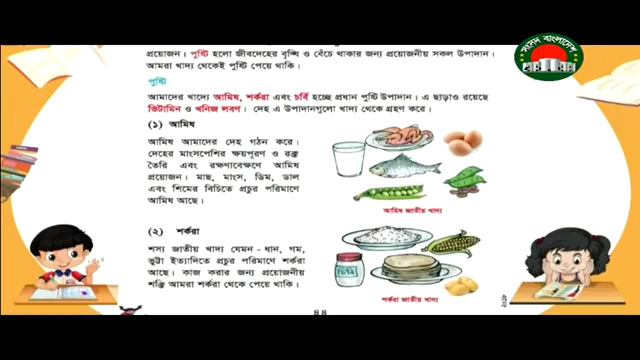 প্রয়োজন। পুষ্টি হলো জীবদেহের বৃদ্ধি ও বেঁচে থাকার জন্য প্রয়োজনীয় সকল উপাদান।
আমরা খাদ্য থেকেই পুষ্টি পেয়ে থাকি।
সংসদ বাংলাদেশ
পুষ্টি
আমাদের খাদ্যে আমিষ, শর্করা এবং চর্বি হচ্ছে প্রধান পুষ্টি উপাদান। এ ছাড়াও রয়েছে
ভিটামিন ও খনিজ লবণ। দেহ এ উপাদানগুলো খাদ্য থেকে গ্রহণ করে।
(১) আমিষ
আমিষ আমাদের দেহ গঠন করে।
দেহের মাংসপেশির ক্ষয়পূরণ ও রক্ত
তৈরি এবং রক্ষণাবেক্ষণে আমিষ
প্রয়োজন। মাছ, মাংস, ডিম, ডাল
এবং শিমের বিচিতে প্রচুর পরিমাণে
আমিষ আছে।
আমিষ জাতীয় খাদ্য
(২) শর্করা
শস্য জাতীয় খাদ্য যেমন - ধান, গম,
ভুট্টা ইত্যাদিতে প্রচুর পরিমাণে শর্করা
আছে। কাজ করার জন্য প্রয়োজনীয়
শক্তি আমরা শর্করা থেকে পেয়ে থাকি।
শর্করা জাতীয় খাদ্য
৪৪